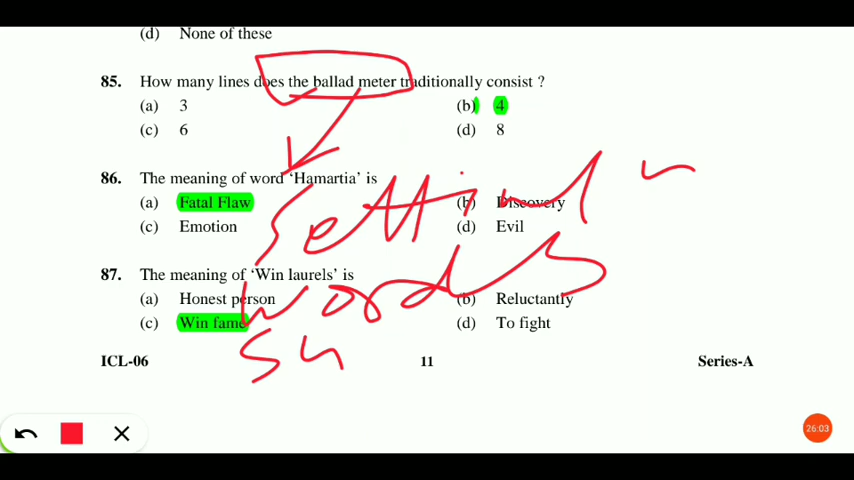 (d) None of these
85. How many lines does the ballad meter traditionally consist ?
(a) 3 (b) 4
(c) 6 (d) 8
86. The meaning of word ‘Hamartia’ is
(a) Fatal Flaw (b) Discovery
(c) Emotion (d) Evil
87. The meaning of ‘Win laurels’ is
(a) Honest person (b) Reluctantly
(c) Win fame (d) To fight
words
ICL-06 11 Series-A
26:03